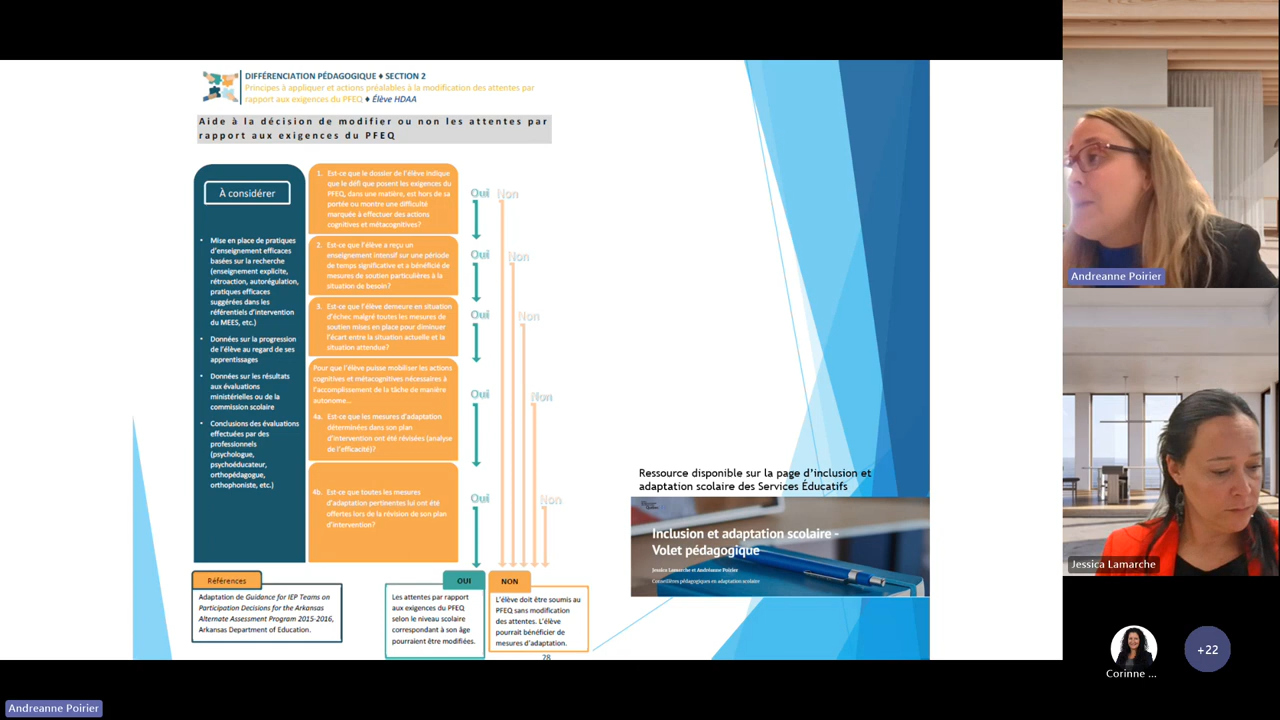 DIFFÉRENCIATION PÉDAGOGIQUE ♦ SECTION 2
Principes à appliquer et actions préalables à la modification des attentes par
rapport aux exigences du PFEQ ♦ Élève HDAA
Aide à la décision de modifier ou non les attentes par
rapport aux exigences du PFEQ
À considérer
• Mise en place de pratiques
d'enseignement efficaces
basées sur la recherche
(enseignement explicite,
rétroaction, autorégulation,
pratiques efficaces
suggérées dans les
référentiels d'intervention
du MEES, etc.)
• Données sur la progression
de l'élève au regard de ses
apprentissages
• Données sur les résultats
aux évaluations
ministérielles ou de la
commission scolaire
• Conclusions des évaluations
effectuées par des
professionnels
(psychologue,
psychoéducateur,
orthopédagogue,
orthophoniste, etc.)
1. Est-ce que le dossier de l'élève indique
que le défi que posent les exigences du
PFEQ, dans une matière, est hors de sa
portée ou montre une difficulté
marquée à effectuer des actions
cognitives et métacognitives?
Oui Non
2. Est-ce que l'élève a reçu un
enseignement intensif sur une période
de temps significative et a bénéficié de
mesures de soutien particulières à la
situation de besoin?
Oui Non
3. Est-ce que l'élève demeure en situation
d'échec malgré toutes les mesures de
soutien mises en place pour diminuer
l'écart entre la situation actuelle et la
situation attendue?
Oui Non
Pour que l'élève puisse mobiliser les actions
cognitives et métacognitives nécessaires à
l'accomplissement de la tâche de manière
autonome...
4a. Est-ce que les mesures d'adaptation
déterminées dans son plan
d'intervention ont été révisées (analyse
de l'efficacité)?
Oui Non
4b. Est-ce que toutes les mesures
d'adaptation pertinentes lui ont été
offertes lors de la révision de son plan
d'intervention?
Oui Non
Références
Adaptation de Guidance for IEP Teams on
Participation Decisions for the Arkansas
Alternate Assessment Program 2015-2016,
Arkansas Department of Education.
OUI
Les attentes par rapport
aux exigences du PFEQ
selon le niveau scolaire
correspondant à son âge
pourraient être modifiées.
NON
L'élève doit être soumis au
PFEQ sans modification
des attentes. L'élève
pourrait bénéficier de
mesures d'adaptation.
78
Ressource disponible sur la page d'inclusion et
adaptation scolaire des Services Éducatifs
Inclusion et adaptation scolaire -
Volet pédagogique
Jessica Lamarche et Andréanne Poirier
Conseillères pédagogiques en adaptation scolaire
Andreanne Poirier
Jessica Lamarche
Corinne ...
+22
Andreanne Poirier